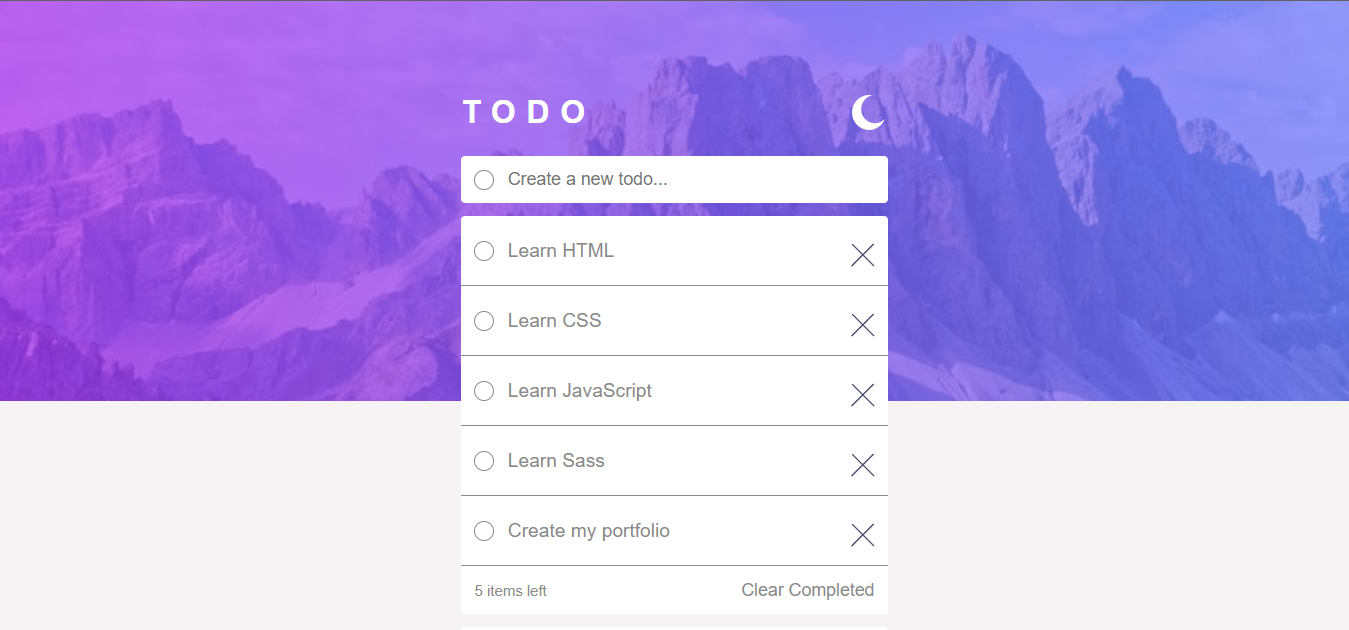 TODO
Create a new todo...
Learn HTML
Learn CSS
Learn JavaScript
Learn Sass
Create my portfolio
5 items left
Clear Completed